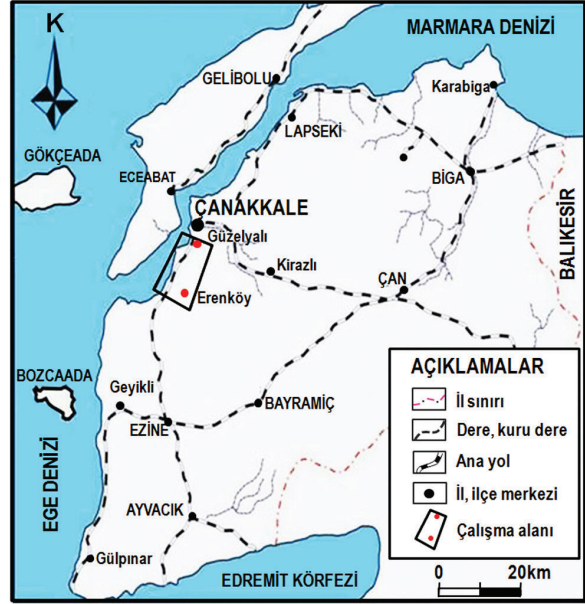 K
MARMARA DENİZİ
GELİBOLU
Karabiga
LAPSEKİ
GÖKÇEADA
ECEABAT
BİGA
ÇANAKKALE
Güzelyalı
BALIKESİR
Kirazlı
ÇAN
Erenköy
BOZCAADA
Geyikli
BAYRAMİÇ
EZİNE
EGE DENİZİ
AYVACIK
Gülpınar
EDREMİT KÖRFEZİ
AÇIKLAMALAR
İl sınırı
Dere, kuru dere
Ana yol
İl, ilçe merkezi
Çalışma alanı
0 20km